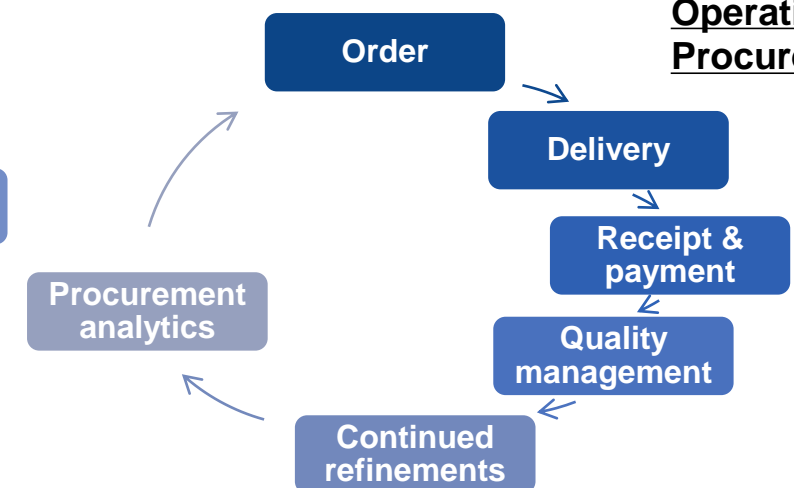 Order
Delivery
Receipt &
payment
Quality
management
Continued
refinements
Procurement
analytics